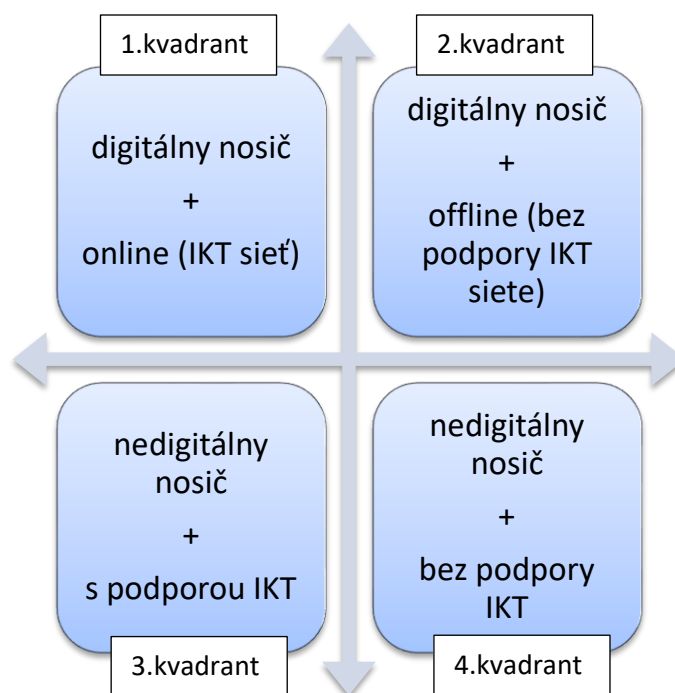 1.kvadrant
digitálny nosič
+
online (IKT sieť)
2.kvadrant
digitálny nosič
+
offline (bez
podpory IKT
siete)
nedigitálny
nosič
+
s podporou IKT
3.kvadrant
nedigitálny
nosič
+
bez podpory
IKT
4.kvadrant